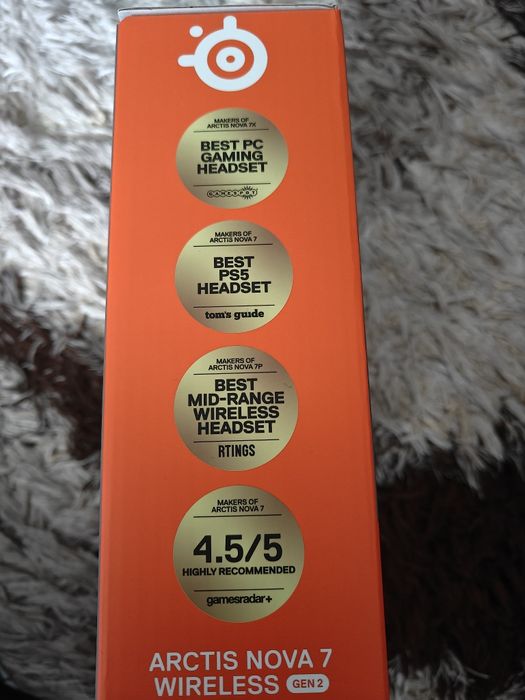 MAKERS OF
ARCTIS NOVA 7X
BEST PC
GAMING
HEADSET
MAKERS OF
ARCTIS NOVA 7
BEST
PS5
HEADSET
tom's guide
MAKERS OF
ARCTIS NOVA 7P
BEST
MID-RANGE
WIRELESS
HEADSET
RTINGS
MAKERS OF
ARCTIS NOVA 7
4.5/5
HIGHLY RECOMMENDED
gamesradar+
ARCTIS NOVA 7
WIRELESS GEN 2